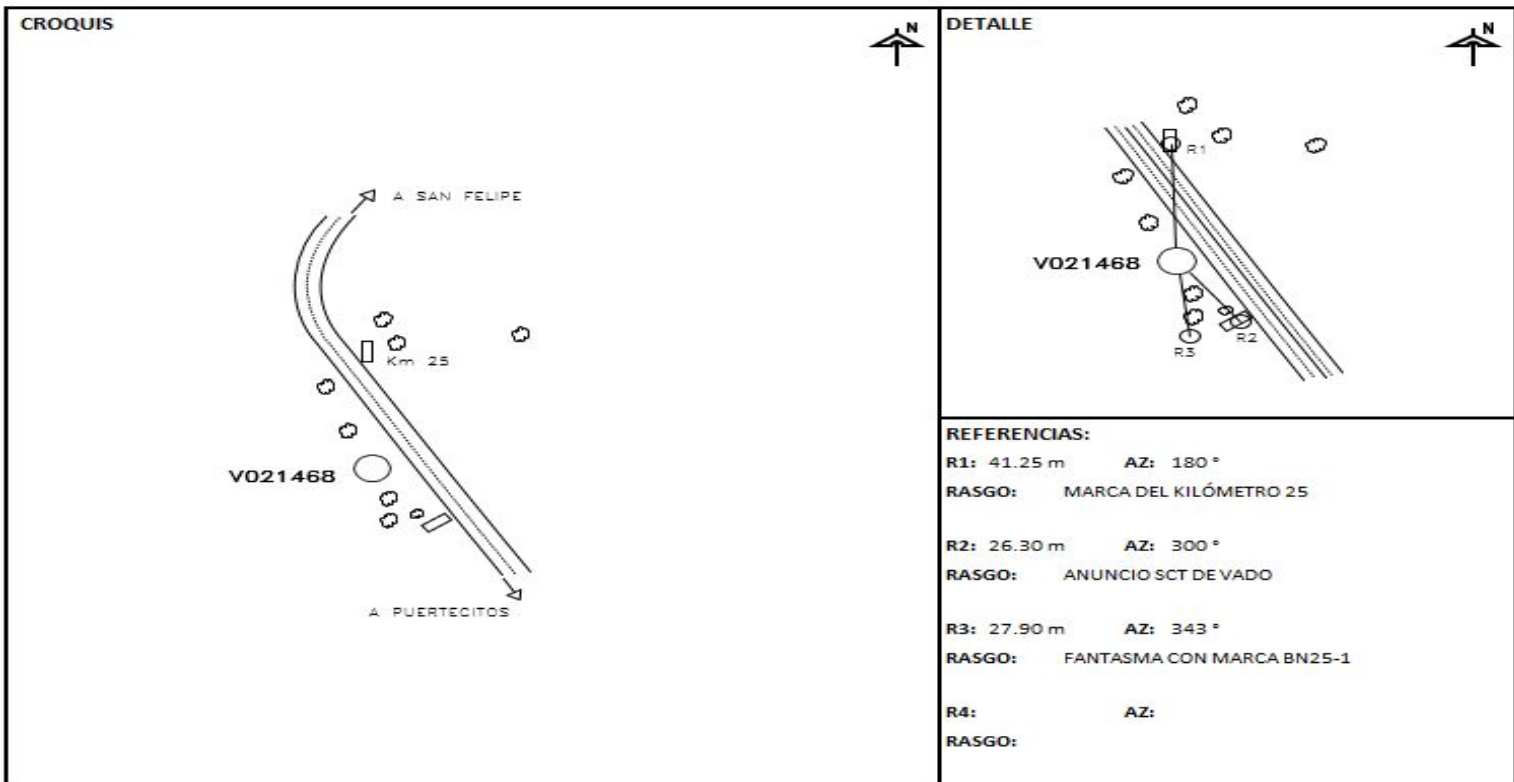 CROQUIS
N
A SAN FELIPE
Km 25
V021468
A PUERTECITOS
DETALLE
N
R1
V021468
R2
R3
REFERENCIAS:
R1: 41.25 m AZ: 180 °
RASGO: MARCA DEL KILÓMETRO 25
R2: 26.30 m AZ: 300 °
RASGO: ANUNCIO SCT DE VADO
R3: 27.90 m AZ: 343 °
RASGO: FANTASMA CON MARCA BN25-1
R4: AZ:
RASGO: